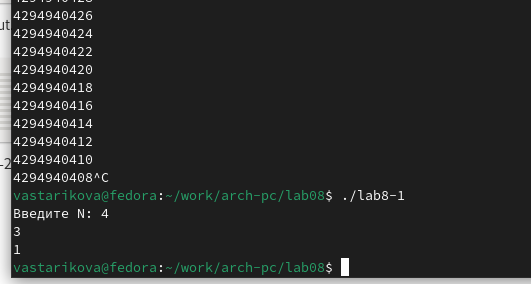 4294940426
4294940424
4294940422
4294940420
4294940418
4294940416
4294940414
4294940412
4294940410
4294940408^C
vastarikova@fedora:~/work/arch-pc/lab08$ ./lab8-1
Введите N: 4
3
1
vastarikova@fedora:~/work/arch-pc/lab08$